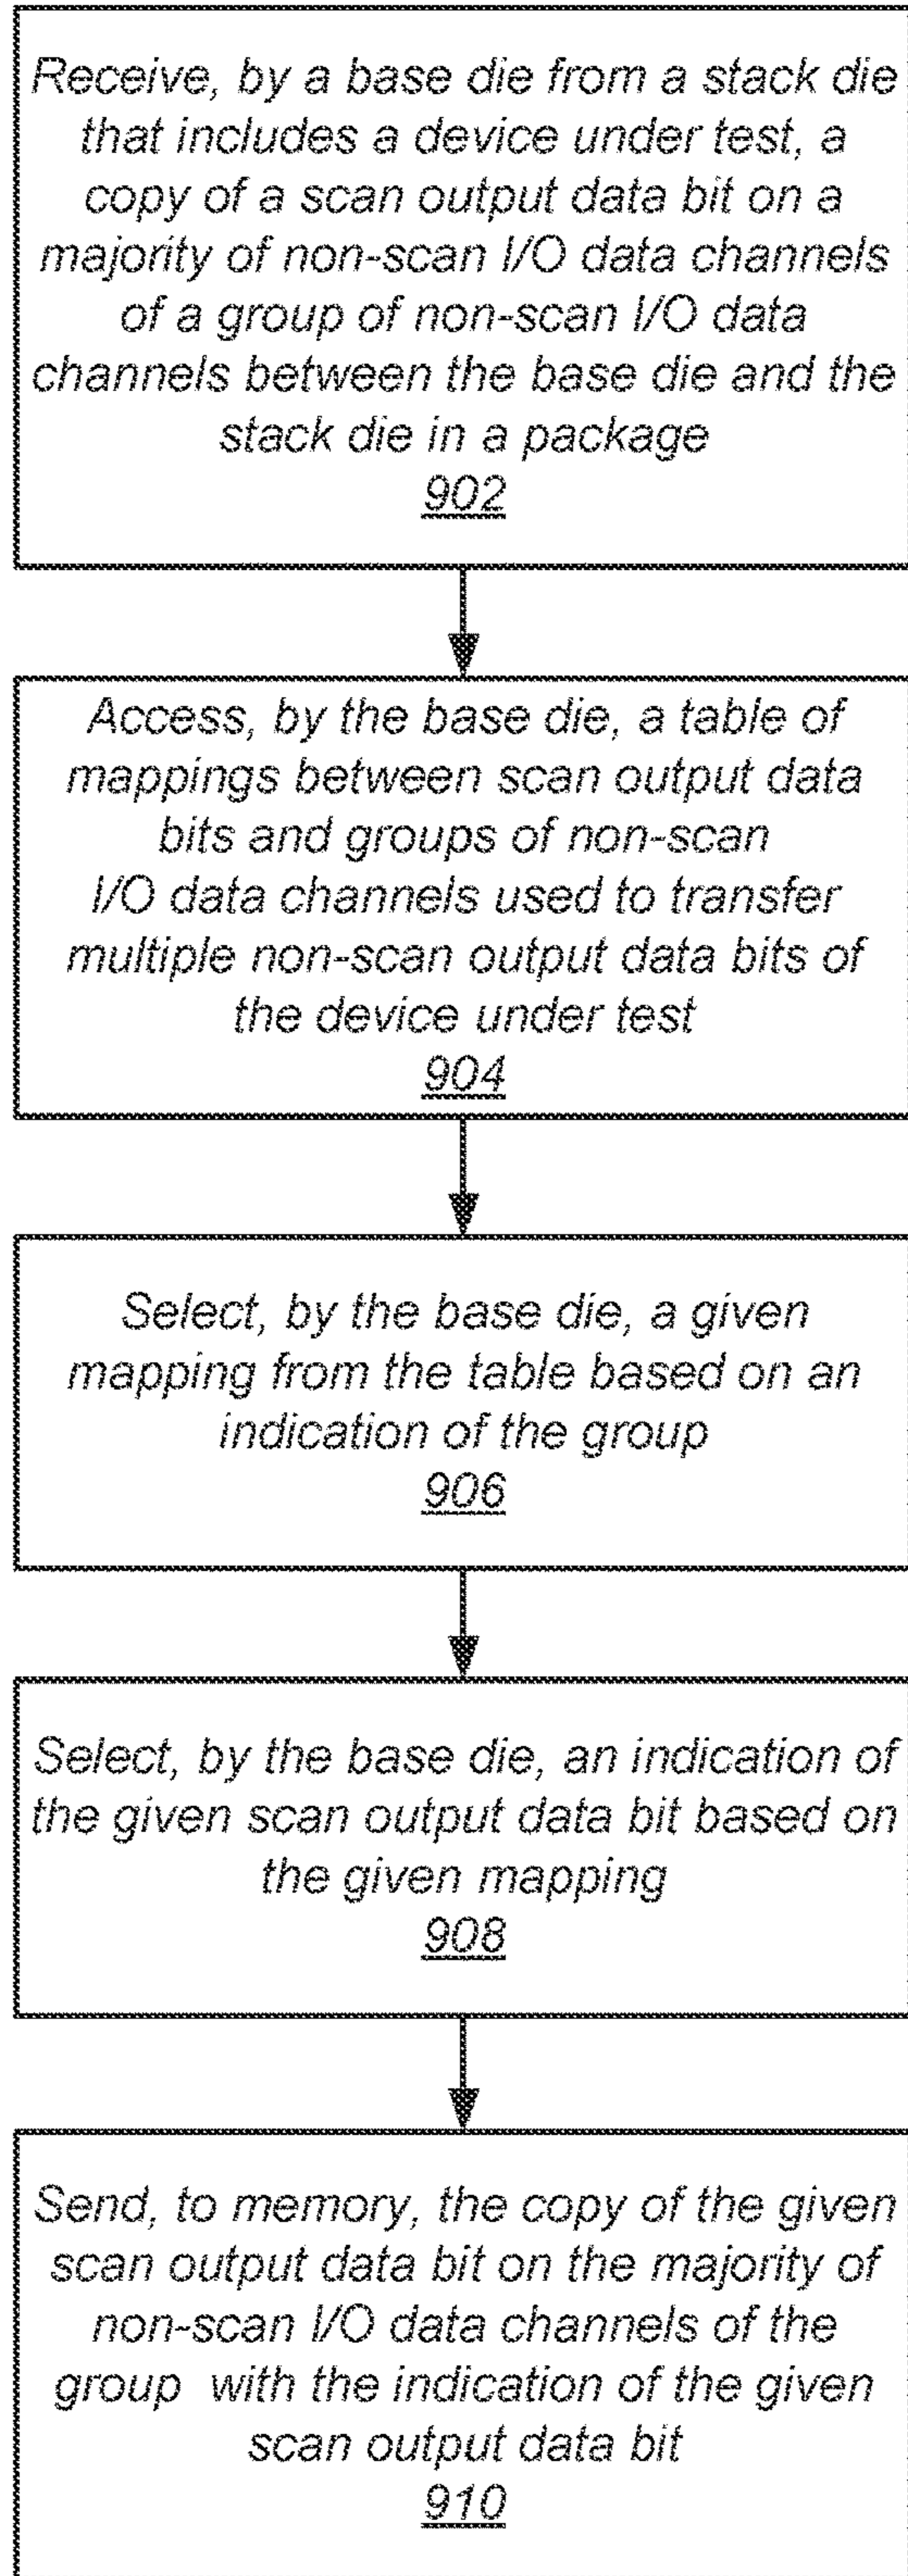 Receive, by a base die from a stack die
that includes a device under test, a
copy of a scan output data bit on a
majority of non-scan I/O data channels
of a group of non-scan I/O data
channels between the base die and the
stack die in a package
902
Access, by the base die, a table of
mappings between scan output data
bits and groups of non-scan
I/O data channels used to transfer
multiple non-scan output data bits of
the device under test
904
Select, by the base die, a given
mapping from the table based on an
indication of the group
906
Select, by the base die, an indication of
the given scan output data bit based on
the given mapping
908
Send, to memory, the copy of the given
scan output data bit on the majority of
non-scan I/O data channels of the
group with the indication of the given
scan output data bit
910